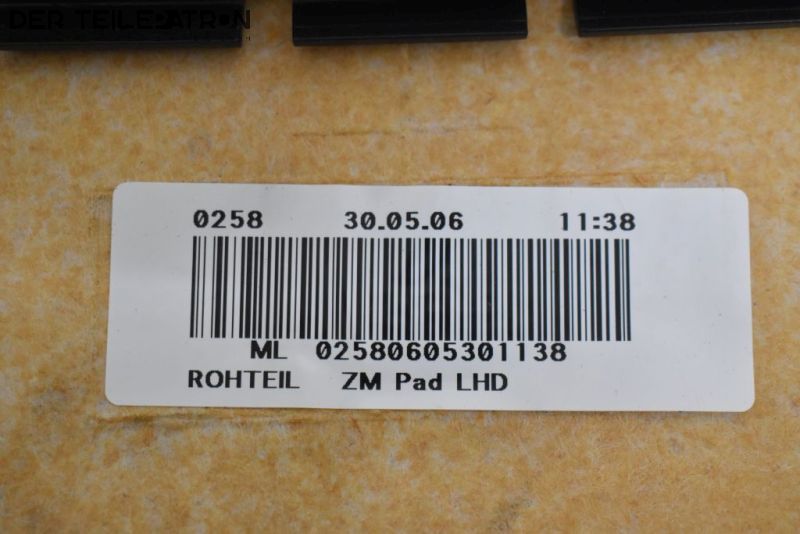 DER TEILEPATRON
0258 30.05.06 11:38
ML 02580605301138
ROHTEIL ZM Pad LHD